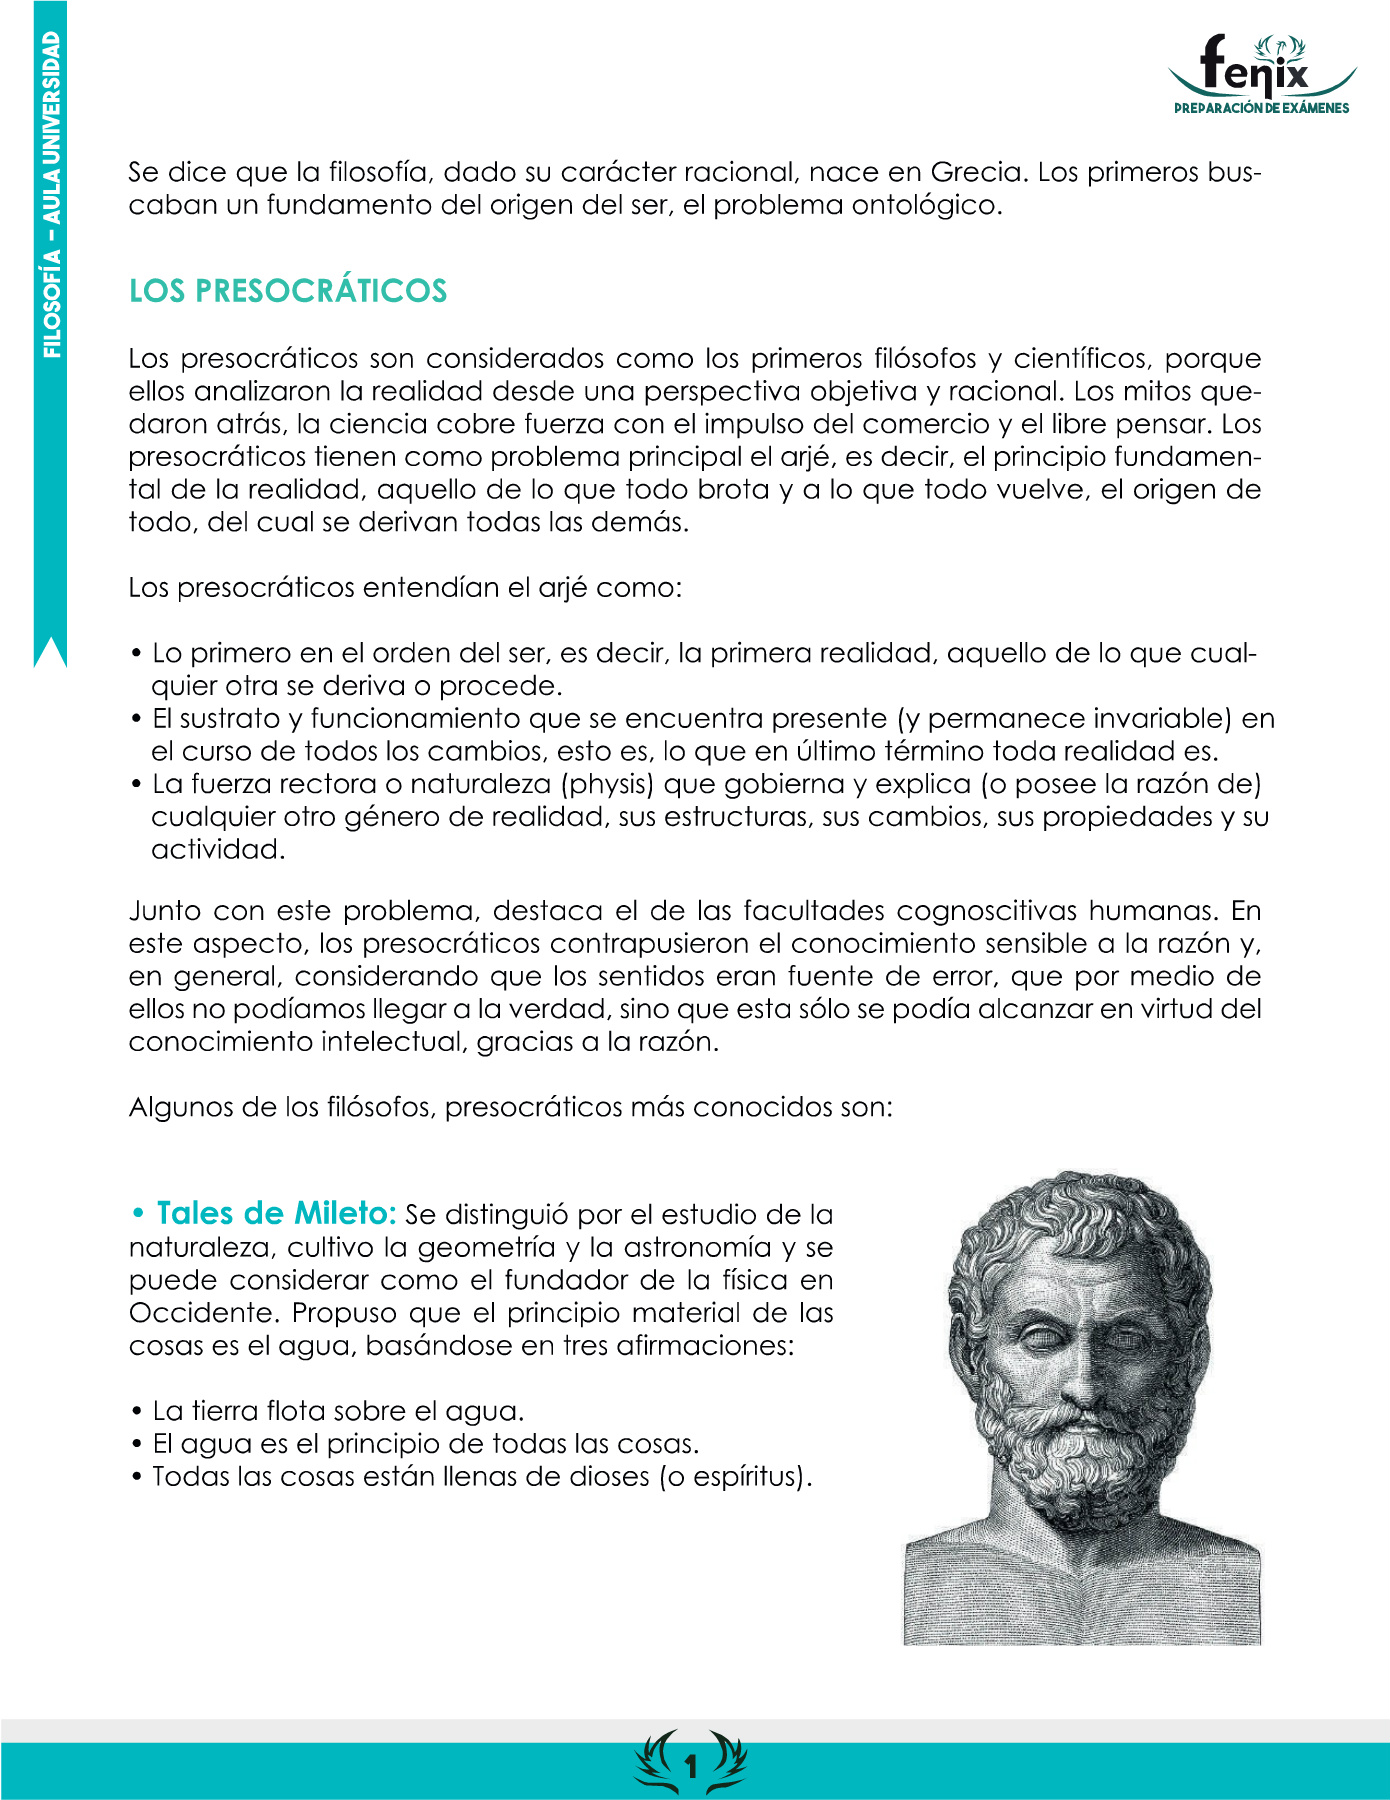 FILOSOFÍA - AULA UNIVERSIDAD
fenix
PREPARACIÓN DE EXÁMENES
Se dice que la filosofía, dado su carácter racional, nace en Grecia. Los primeros bus-
caban un fundamento del origen del ser, el problema ontológico.
LOS PRESOCRÁTICOS
Los presocráticos son considerados como los primeros filósofos y científicos, porque
ellos analizaron la realidad desde una perspectiva objetiva y racional. Los mitos que-
daron atrás, la ciencia cobre fuerza con el impulso del comercio y el libre pensar. Los
presocráticos tienen como problema principal el arjé, es decir, el principio fundamen-
tal de la realidad, aquello de lo que todo brota y a lo que todo vuelve, el origen de
todo, del cual se derivan todas las demás.
Los presocráticos entendían el arjé como:
• Lo primero en el orden del ser, es decir, la primera realidad, aquello de lo que cual-
quier otra se deriva o procede.
• El sustrato y funcionamiento que se encuentra presente (y permanece invariable) en
el curso de todos los cambios, esto es, lo que en último término toda realidad es.
• La fuerza rectora o naturaleza (physis) que gobierna y explica (o posee la razón de)
cualquier otro género de realidad, sus estructuras, sus cambios, sus propiedades y su
actividad.
Junto con este problema, destaca el de las facultades cognoscitivas humanas. En
este aspecto, los presocráticos contrapusieron el conocimiento sensible a la razón y,
en general, considerando que los sentidos eran fuente de error, que por medio de
ellos no podíamos llegar a la verdad, sino que esta sólo se podía alcanzar en virtud del
conocimiento intelectual, gracias a la razón.
Algunos de los filósofos, presocráticos más conocidos son:
• Tales de Mileto: Se distinguió por el estudio de la
naturaleza, cultivo la geometría y la astronomía y se
puede considerar como el fundador de la física en
Occidente. Propuso que el principio material de las
cosas es el agua, basándose en tres afirmaciones:
• La tierra flota sobre el agua.
• El agua es el principio de todas las cosas.
• Todas las cosas están llenas de dioses (o espíritus).
1